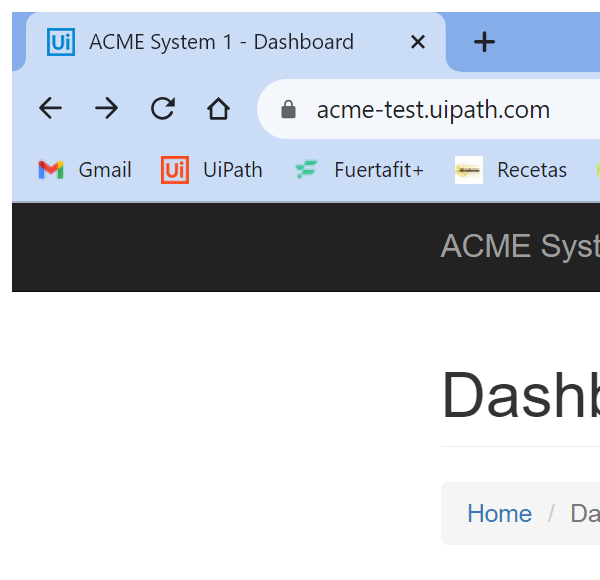 Ui ACME System 1 - Dashboard
acme-test.uipath.com
Gmail Ui UiPath Fuertafit+ Recetas
ACME Syst
Dashb
Home / Da